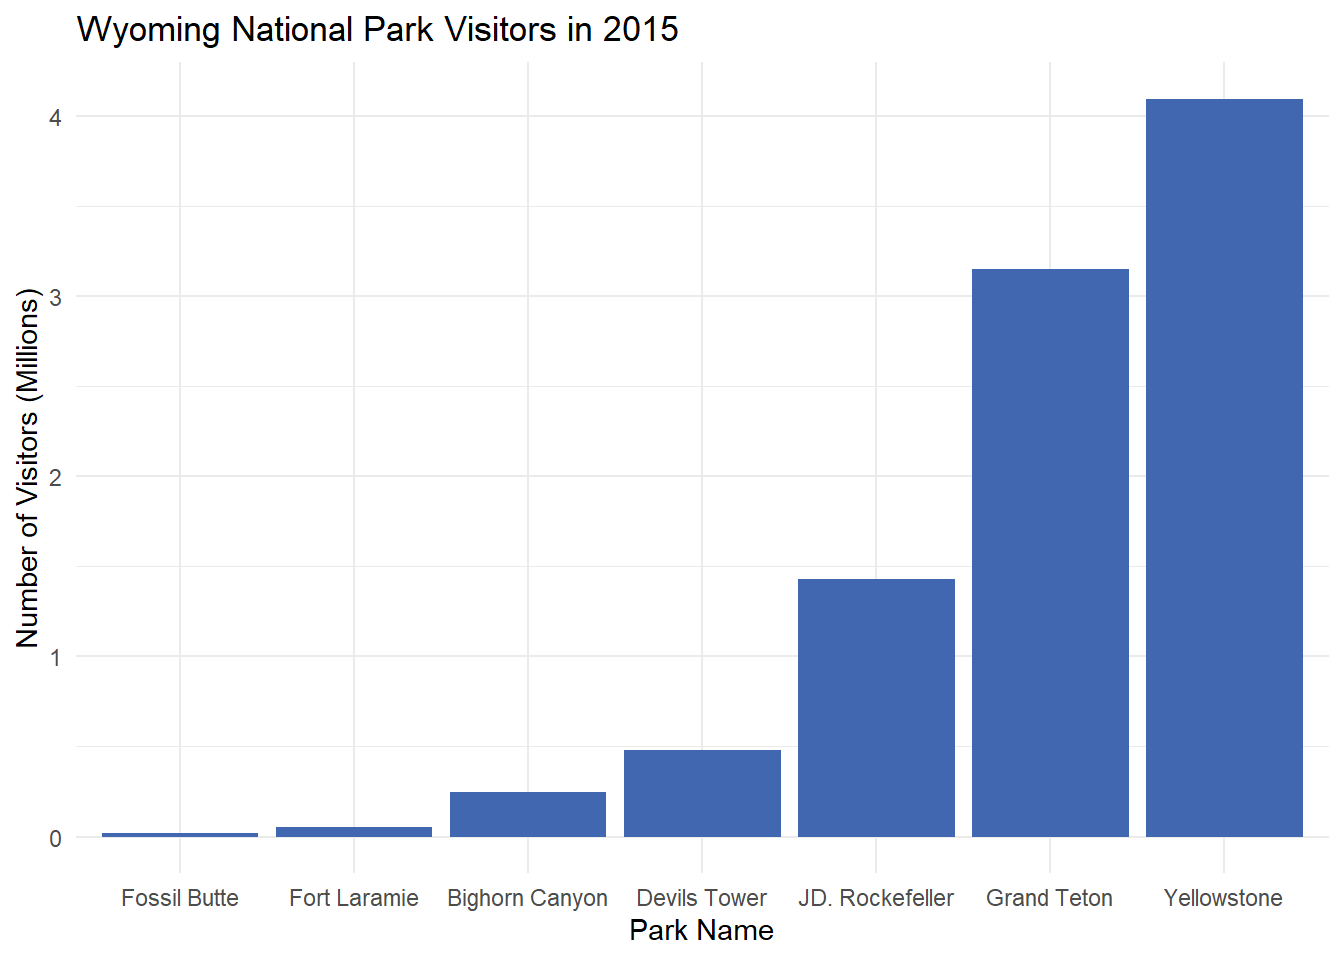 Wyoming National Park Visitors in 2015
Number of Visitors (Millions)
4
3
2
1
0
Fossil Butte Fort Laramie Bighorn Canyon Devils Tower JD. Rockefeller Grand Teton Yellowstone
Park Name